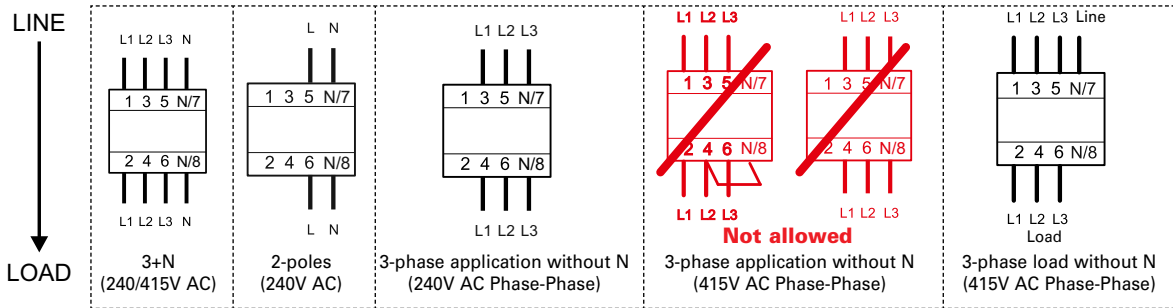 LINE
LOAD
L1 L2 L3 N
1 3 5 N/7
2 4 6 N/8
L1 L2 L3 N
3+N
(240/415V AC)
L N
1 3 5 N/7
2 4 6 N/8
L N
2-poles
(240V AC)
L1 L2 L3
1 3 5 N/7
2 4 6 N/8
L1 L2 L3
3-phase application without N
(240V AC Phase-Phase)
L1 L2 L3
1 3 5 N/7
2 4 6 N/8
L1 L2 L3
L1 L2 L3
1 3 5 N/7
2 4 6 N/8
L1 L2 L3
Not allowed
3-phase application without N
(415V AC Phase-Phase)
L1 L2 L3 Line
1 3 5 N/7
2 4 6 N/8
L1 L2 L3
Load
3-phase load without N
(415V AC Phase-Phase)